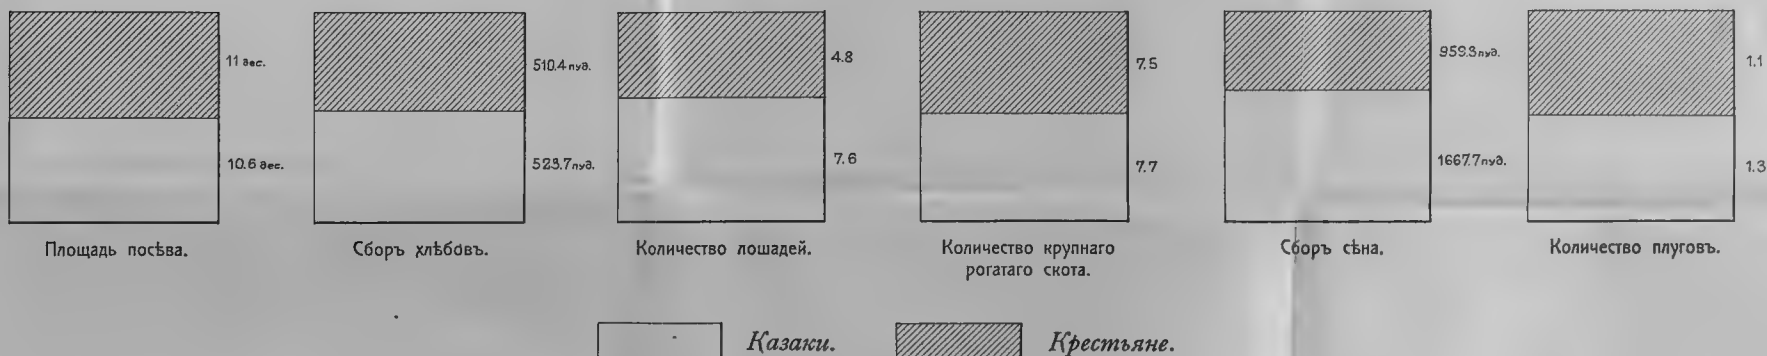 11 дес.
510.4 пуд.
4.8
7.5
959.3 пуд.
1.1
10.6 дес.
523.7 пуд.
7.6
7.7
1667.7 пуд.
1.3
Площадь посѣва.
Сборъ хлѣбовъ.
Количество лошадей.
Количество крупнаго
рогатаго скота.
Сборъ сѣна.
Количество плуговъ.
Казаки.
Крестьяне.